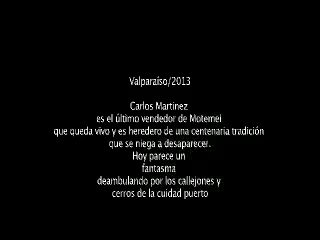 Valparaíso/2013
Carlos Martinez
es el último vendedor de Motemei
que queda vivo y es heredero de una centenaria tradición
que se niega a desaparecer.
Hoy parece un
fantasma
deambulando por los callejones y
cerros de la cuidad puerto